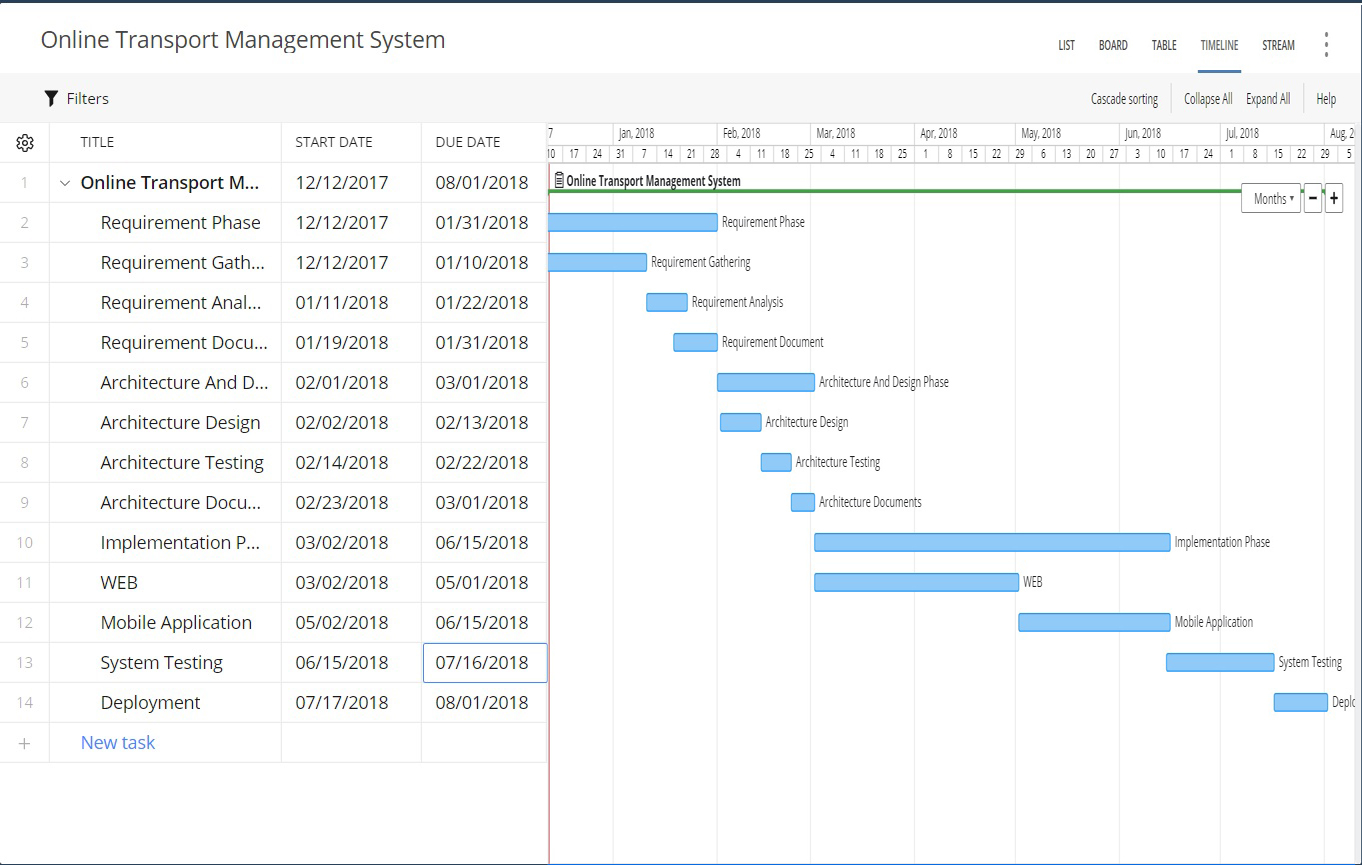 Online Transport Management System
LIST BOARD TABLE TIMELINE STREAM
Filters
Cascade sorting Collapse All Expand All Help
TITLE START DATE DUE DATE
7 Jan, 2018 Feb, 2018 Mar, 2018 Apr, 2018 May, 2018 Jun, 2018 Jul, 2018 Aug, 2
10 17 24 31 7 14 21 28 4 11 18 25 4 11 18 25 1 8 15 22 29 6 13 20 27 3 10 17 24 1 8 15 22 29 5
1 Online Transport M... 12/12/2017 08/01/2018 Online Transport Management System
Months - +
2 Requirement Phase 12/12/2017 01/31/2018 Requirement Phase
3 Requirement Gath... 12/12/2017 01/10/2018 Requirement Gathering
4 Requirement Anal... 01/11/2018 01/22/2018 Requirement Analysis
5 Requirement Docu... 01/19/2018 01/31/2018 Requirement Document
6 Architecture And D... 02/01/2018 03/01/2018 Architecture And Design Phase
7 Architecture Design 02/02/2018 02/13/2018 Architecture Design
8 Architecture Testing 02/14/2018 02/22/2018 Architecture Testing
9 Architecture Docu... 02/23/2018 03/01/2018 Architecture Documents
10 Implementation P... 03/02/2018 06/15/2018 Implementation Phase
11 WEB 03/02/2018 05/01/2018 WEB
12 Mobile Application 05/02/2018 06/15/2018 Mobile Application
13 System Testing 06/15/2018 07/16/2018 System Testing
14 Deployment 07/17/2018 08/01/2018 Deplo
+ New task